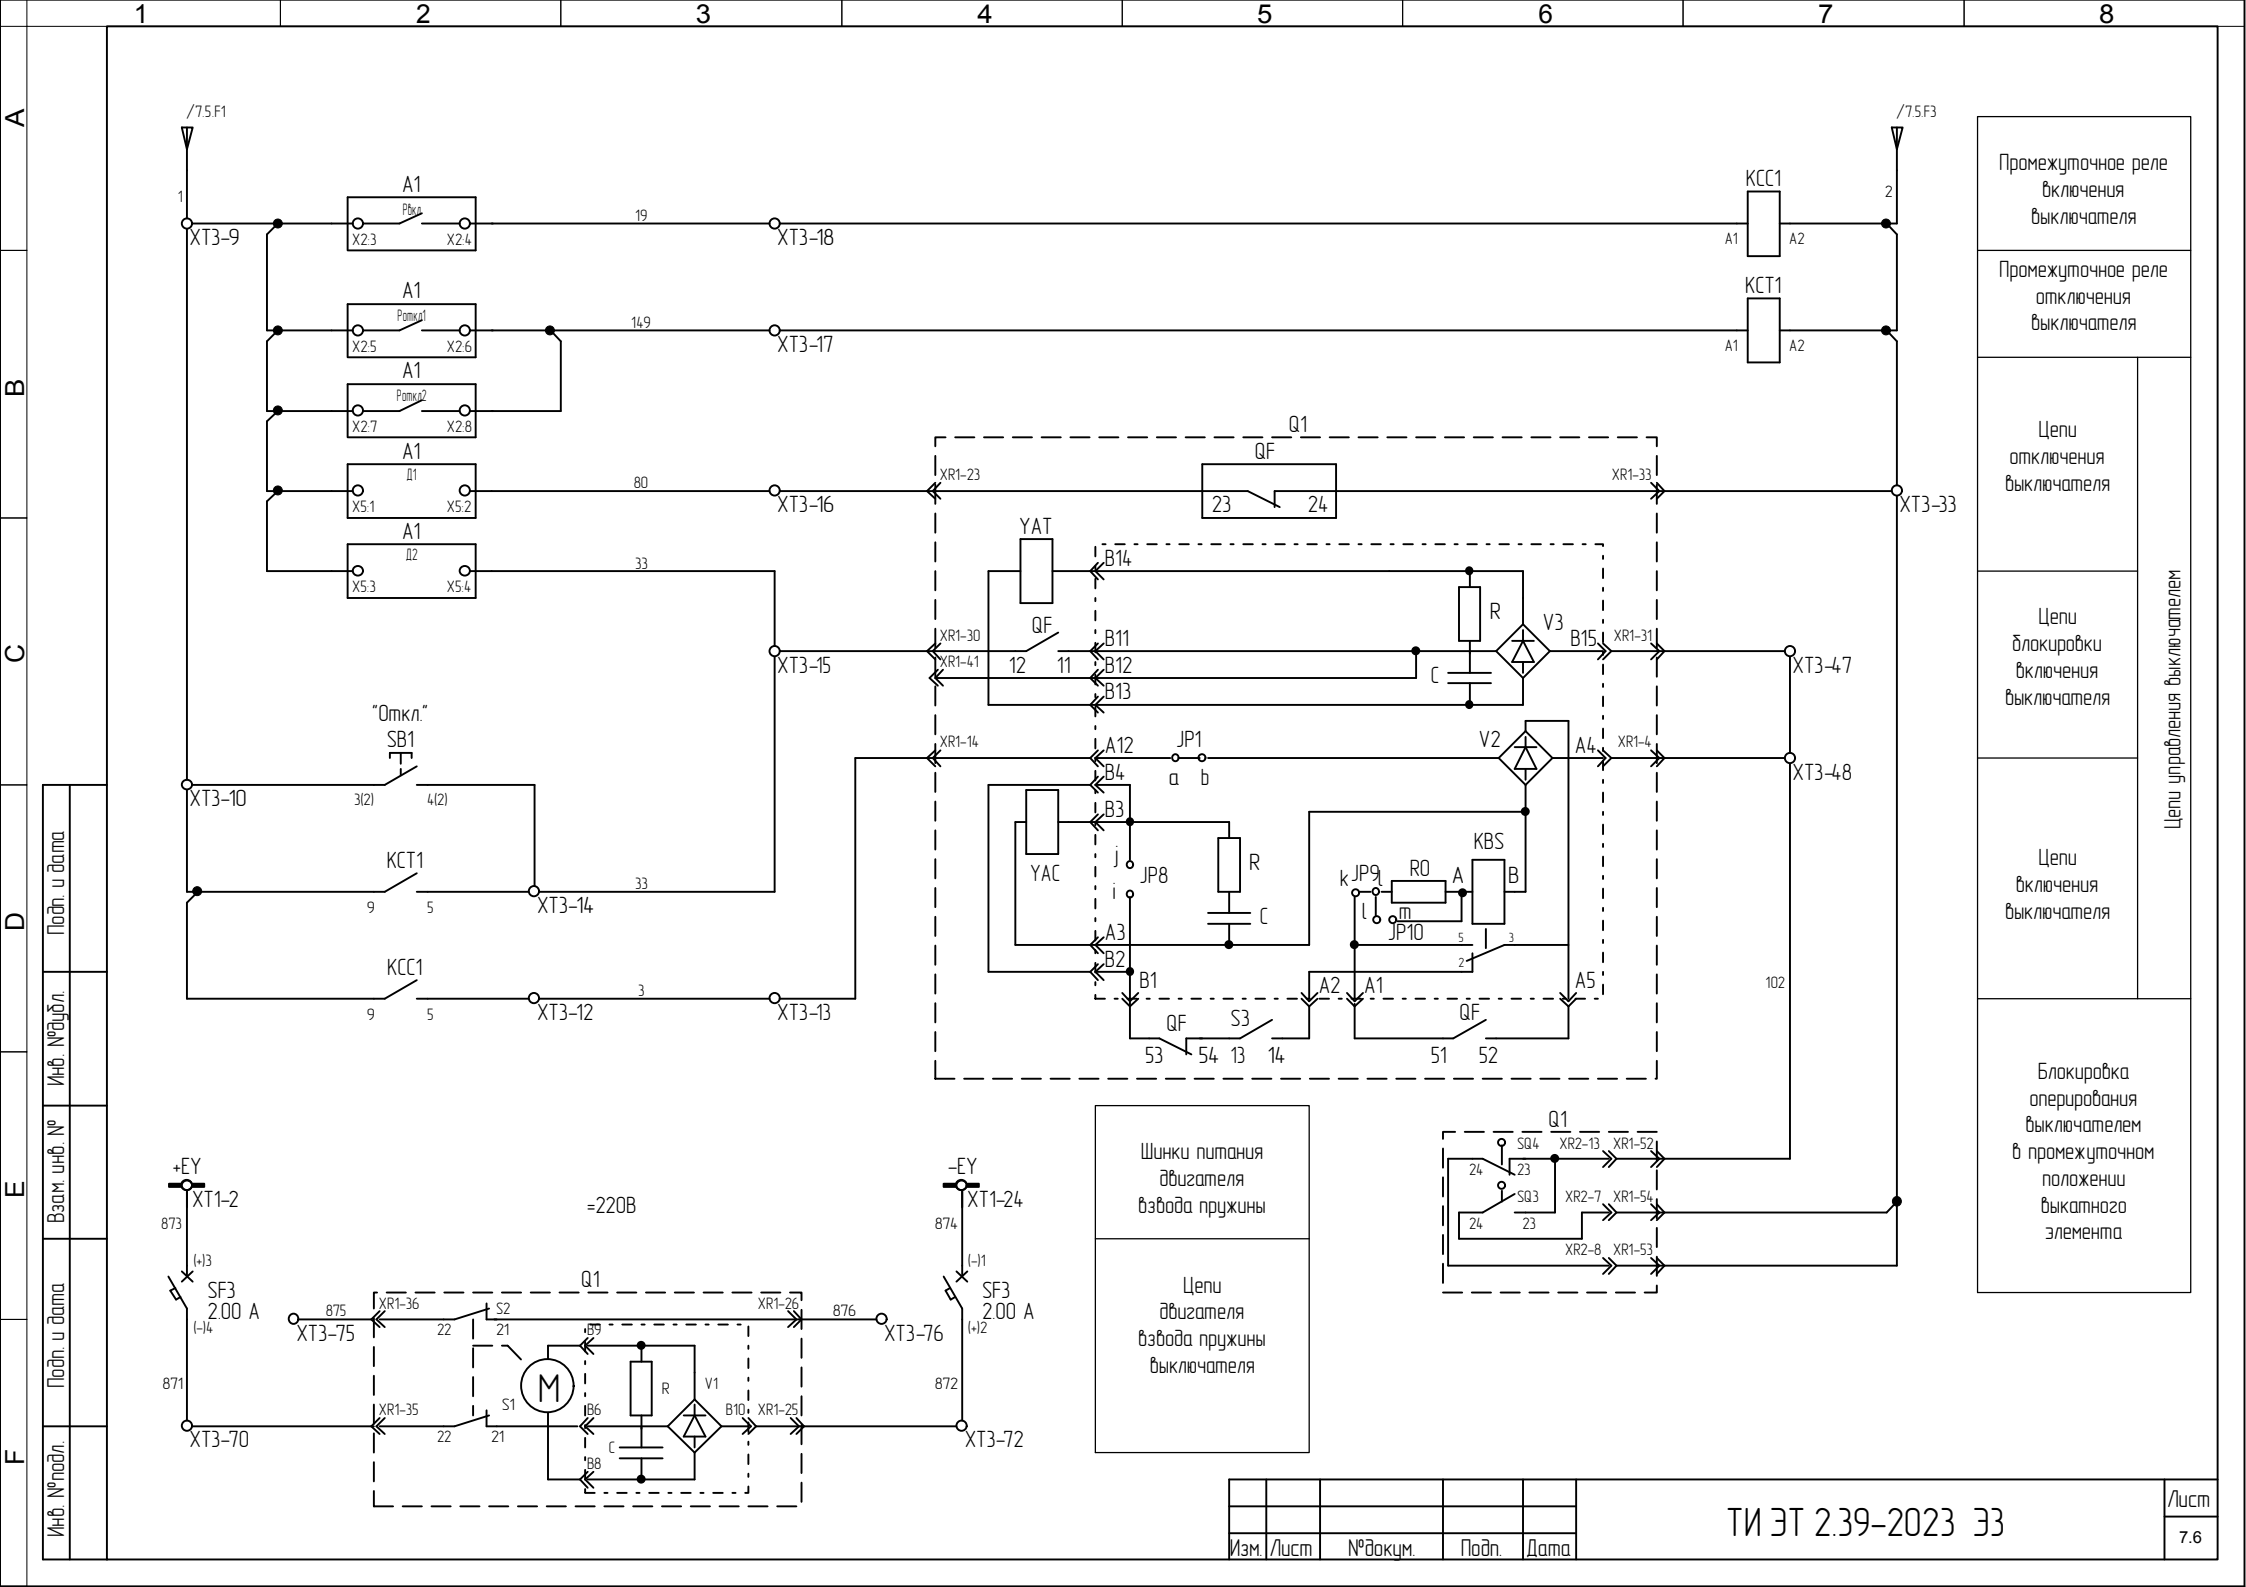 1 2 3 4 5 6 7 8
A
B
C
D
E
F
/7.5.F1
/7.5.F3
1
2
XT3-9
A1
Рвкл
X2:3 X2:4
19
XT3-18
KCC1
A1 A2
A1
Роткл1
X2:5 X2:6
149
XT3-17
KCT1
A1 A2
A1
Роткл2
X2:7 X2:8
A1
Д1
X5:1 X5:2
80
XT3-16
Q1
XR1-23
QF
23 24
XR1-33
XT3-33
A1
Д2
X5:3 X5:4
33
YAT
B14
R
V3
XT3-15
XR1-30
QF
12 11
B11
B15
XR1-31
XT3-47
XR1-41
B12
C
B13
"Откл."
SB1
3(2) 4(2)
XT3-10
XR1-14
A12
JP1
a b
V2
A4
XR1-4
XT3-48
B4
B3
YAC
j
JP8
i
R
C
KBS
k JP9 l
R0
A B
l m
JP10
5 3
2
KCT1
9 5
XT3-14
33
A3
B2
B1
A2
A1
A5
102
KCC1
9 5
XT3-12
3
XT3-13
QF
53 54
S3
13 14
QF
51 52
Промежуточное реле
включения
выключателя
Промежуточное реле
отключения
выключателя
Цепи
отключения
выключателя
Цепи
блокировки
включения
выключателя
Цепи
включения
выключателя
Цепи управления выключателем
Блокировка
оперирования
выключателем
в промежуточном
положении
выкатного
элемента
Q1
SQ4
24 23
XR2-13 XR1-52
SQ3
24 23
XR2-7 XR1-54
XR2-8 XR1-53
Шинки питания
двигателя
взвода пружины
Цепи
двигателя
взвода пружины
выключателя
+EY
XT1-2
873
(+)3
SF3
2.00 A
(-)4
871
XT3-70
=220В
-EY
XT1-24
874
(-)1
SF3
2.00 A
(+)2
872
XT3-72
Q1
875
XT3-75
XR1-36
S2
22 21
XR1-26
876
XT3-76
B9
M
R
V1
XR1-35
S1
22 21
B6
B10
XR1-25
C
B8
Подп. и дата
Инв. №дубл.
Взам. инв. №
Подп. и дата
Инв. №подл.
Изм. Лист №докум. Подп. Дата
ТИ ЭТ 2.39-2023 Э3
Лист
7.6